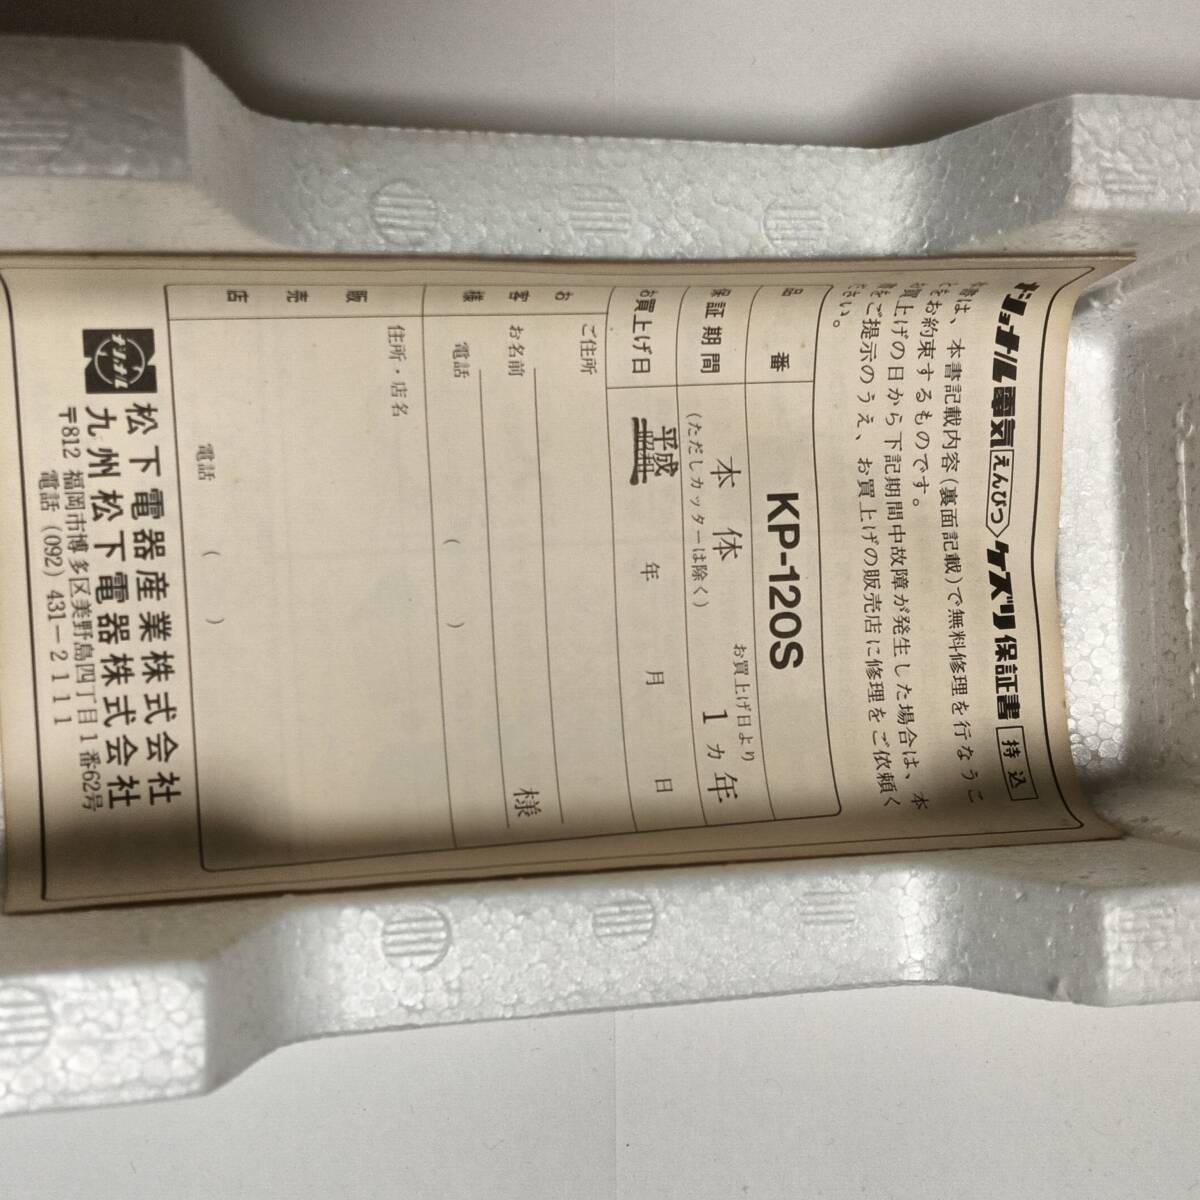 ナショナル電気えんぴつケズリ保証書 持込
は、本書記載内容(裏面記載)で無料修理を行なうこ
お約束するものです。
上げの日から下記期間中故障が発生した場合は、本
ご提示のうえ、お買上げの販売店に修理をご依頼く
さい。
品番 KP-120S
保証期間 本体 お買上げ日より 1カ年
(ただしカッターは除く)
お買上げ日 平成 昭和 年 月 日
お客様 ご住所
お名前 様
電話 ( )
販売店 住所・店名
電話 ( )
ナショナル
松下電器産業株式会社
九州松下電器株式会社
〒812 福岡市博多区美野島四丁目1番62号
電話(092)431-2111